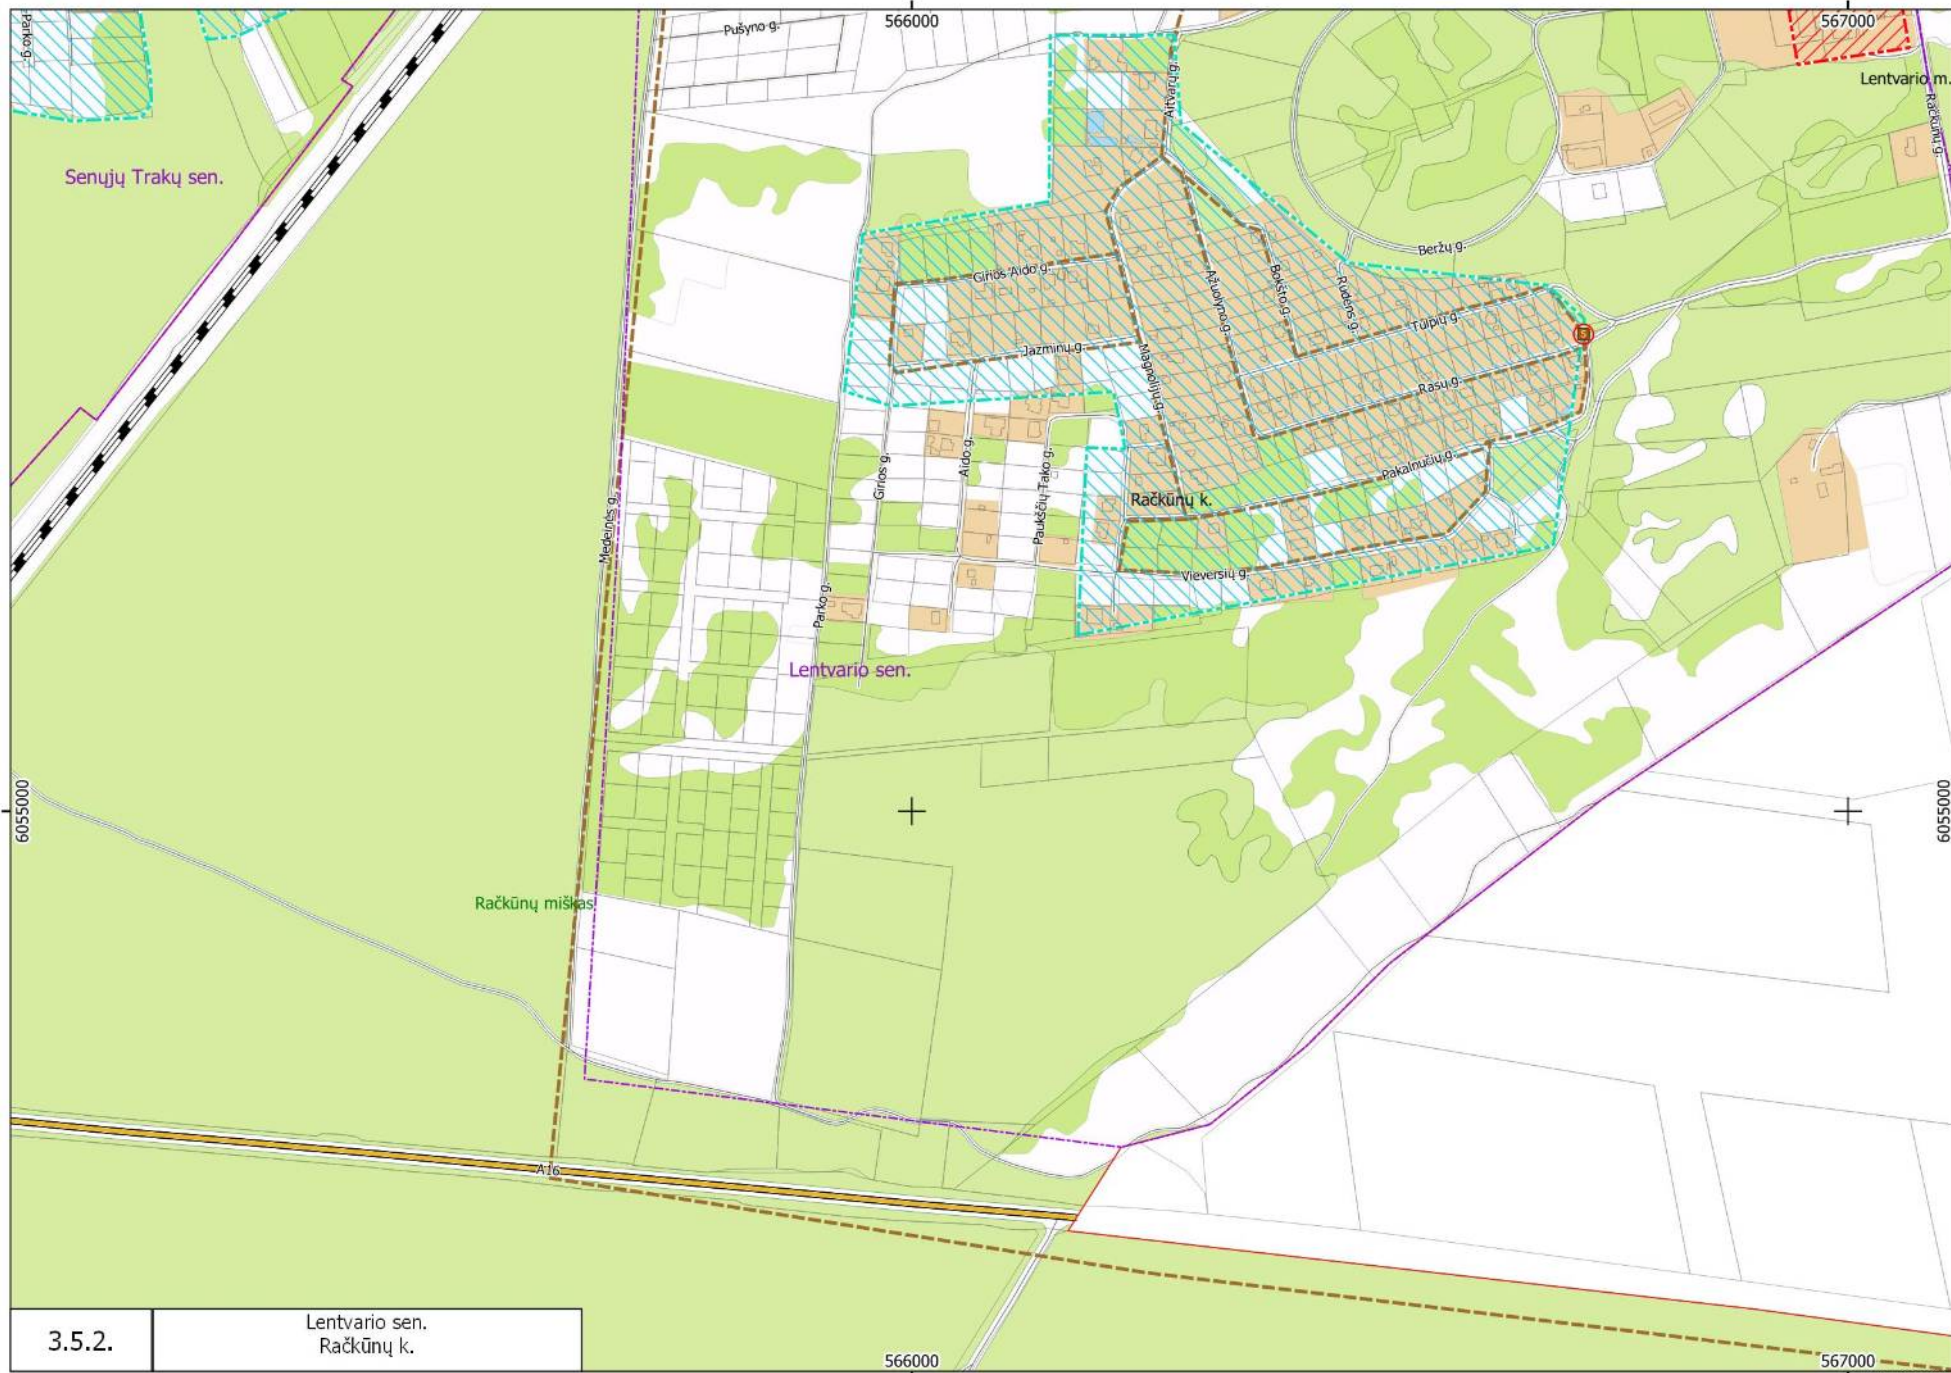 566000
567000
Parko g.
Pušyno g.
Aitvarų g.
Lentvario m.
Račkūnų g.
Senųjų Trakų sen.
Beržų g.
Girios Aido g.
Ažuolyno g.
Bokšto g.
Rudens g.
Tulpių g.
Jazminų g.
Magnolijų g.
Rasų g.
Medeinės g.
Girios g.
Aido g.
Paukščių Tako g.
Pakalnučių g.
Račkūnų k.
Vieversių g.
Parko g.
Lentvario sen.
6055000
6055000
Račkūnų miškas
A16
3.5.2.
Lentvario sen.
Račkūnų k.
566000
567000